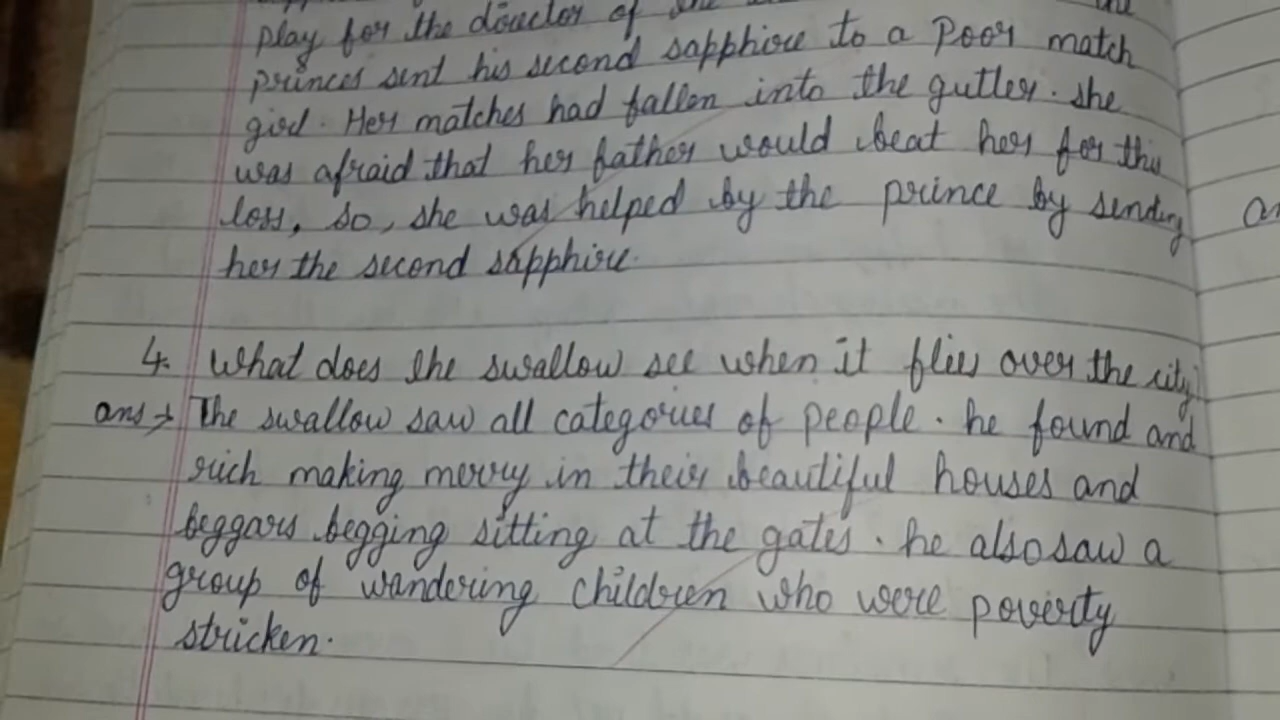 play for the director of the
princes sent his second sapphire to a Poor match
girl. Her matches had fallen into the gutler. she
was afraid that her father would beat her for this
loss, so, she was helped by the prince by sending
her the second sapphire.
4. What does the swallow see when it flies over the city
ans → The swallow saw all categories of people. he found and
rich making merry in their beautiful houses and
beggars begging sitting at the gates. he also saw a
group of wandering children who were poverty
stricken.